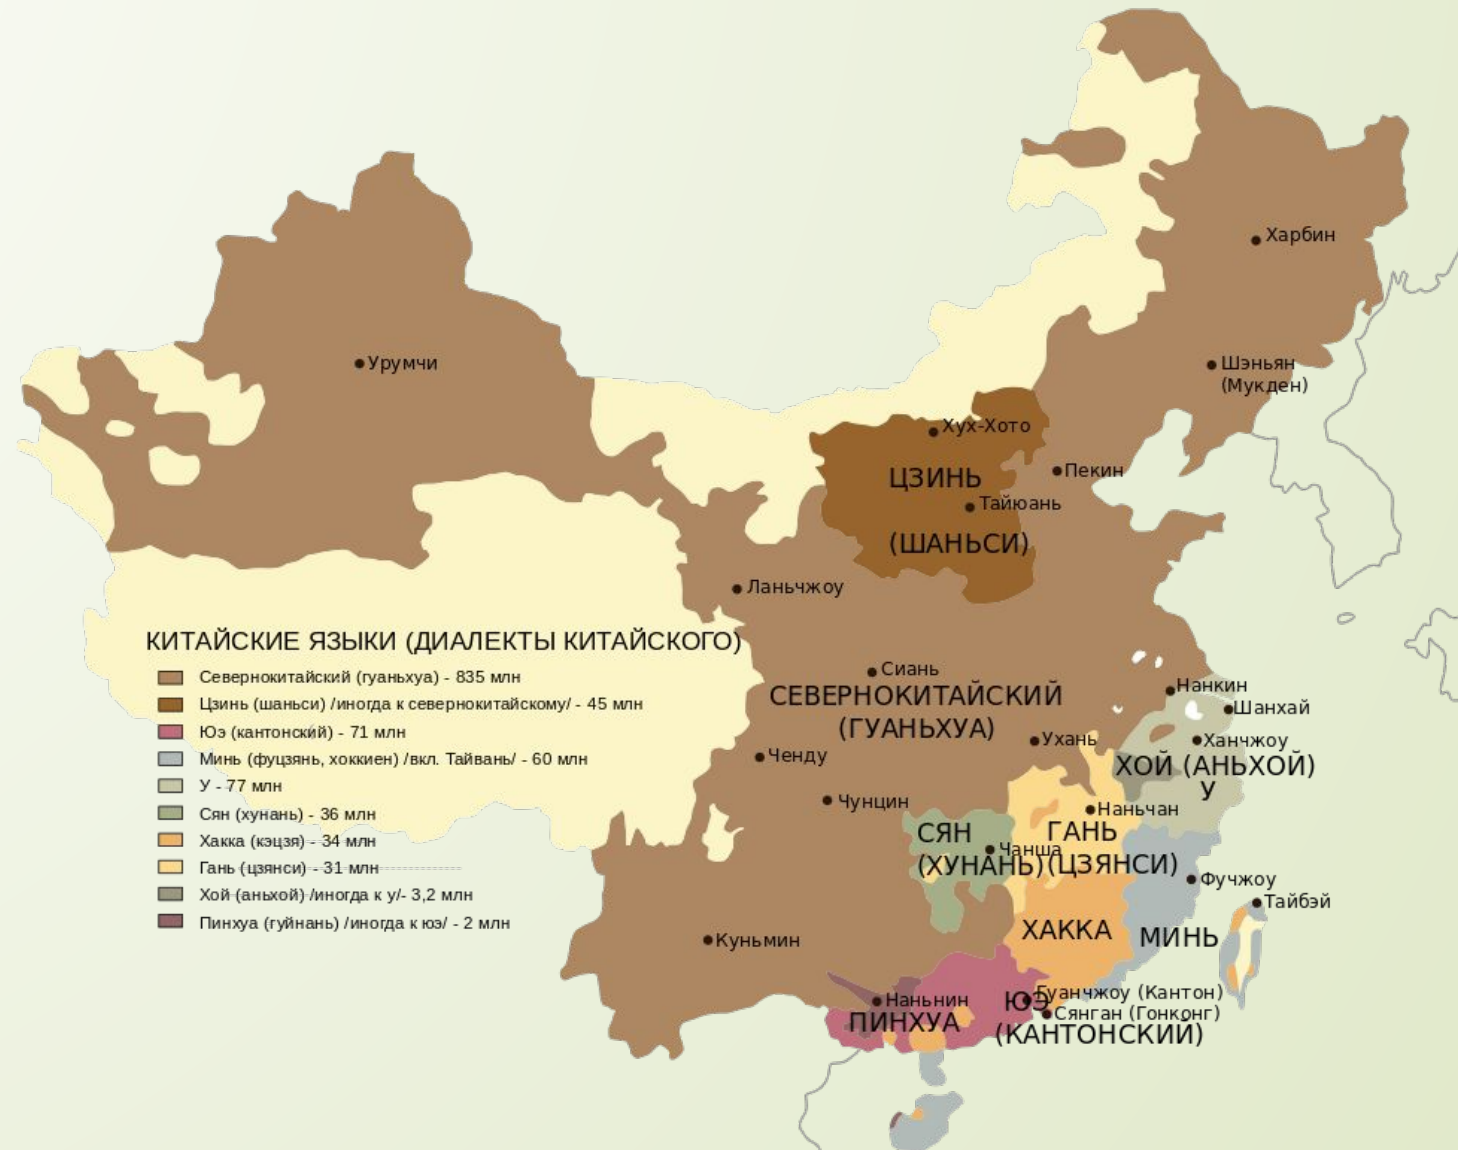 Харбин
Урумчи
Шэньян
(Мукден)
Хух-Хото
Пекин
ЦЗИНЬ
Тайюань
(ШАНЬСИ)
Ланьчжоу
КИТАЙСКИЕ ЯЗЫКИ (ДИАЛЕКТЫ КИТАЙСКОГО)
Севернокитайский (гуаньхуа) - 835 млн
Цзинь (шаньси) /иногда к севернокитайскому/ - 45 млн
Юэ (кантонский) - 71 млн
Минь (фуцзянь, хоккиен) /вкл. Тайвань/ - 60 млн
У - 77 млн
Сян (хунань) - 36 млн
Хакка (кэцзя) - 34 млн
Гань (цзянси) - 31 млн
Хой (аньхой) /иногда к у/- 3,2 млн
Пинхуа (гуйнань) /иногда к юэ/ - 2 млн
Сиань
СЕВЕРНОКИТАЙСКИЙ
(ГУАНЬХУА)
Нанкин
Шанхай
Ухань
Ханчжоу
Ченду
ХОЙ (АНЬХОЙ)
У
Чунцин
Наньчан
СЯН
ГАНЬ
Чанша
(ХУНАНЬ)
(ЦЗЯНСИ)
Фучжоу
Тайбэй
ХАККА
МИНЬ
Куньмин
Гуанчжоу (Кантон)
Наньнин
ЮЭ
Сянган (Гонконг)
ПИНХУА
(КАНТОНСКИЙ)